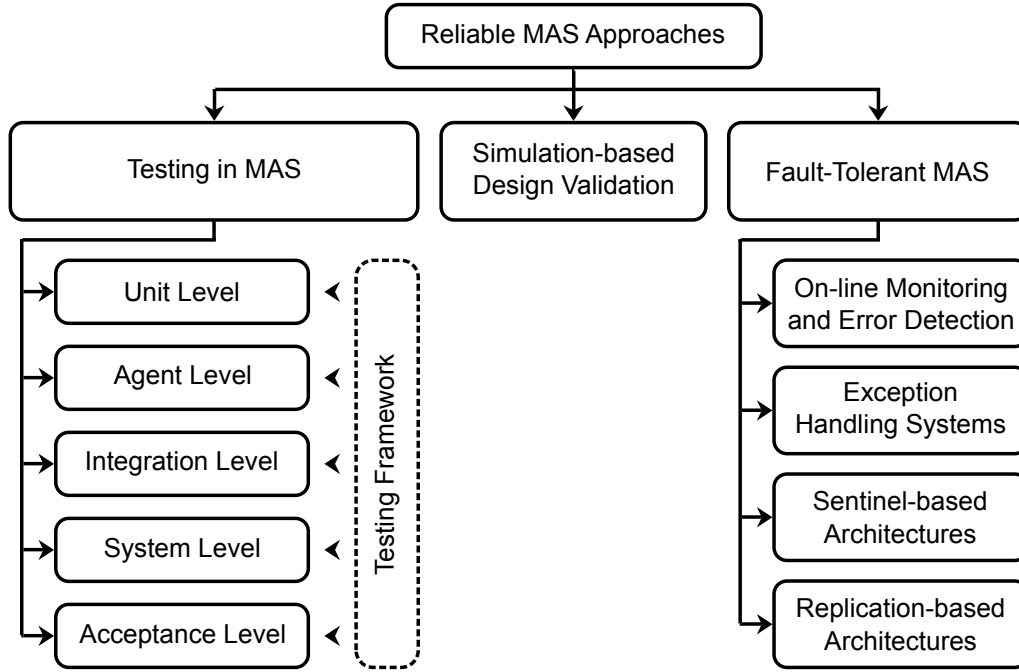 Reliable MAS Approaches
Testing in MAS
Simulation-based
Design Validation
Fault-Tolerant MAS
Unit Level
Agent Level
Integration Level
System Level
Acceptance Level
Testing Framework
On-line Monitoring
and Error Detection
Exception
Handling Systems
Sentinel-based
Architectures
Replication-based
Architectures